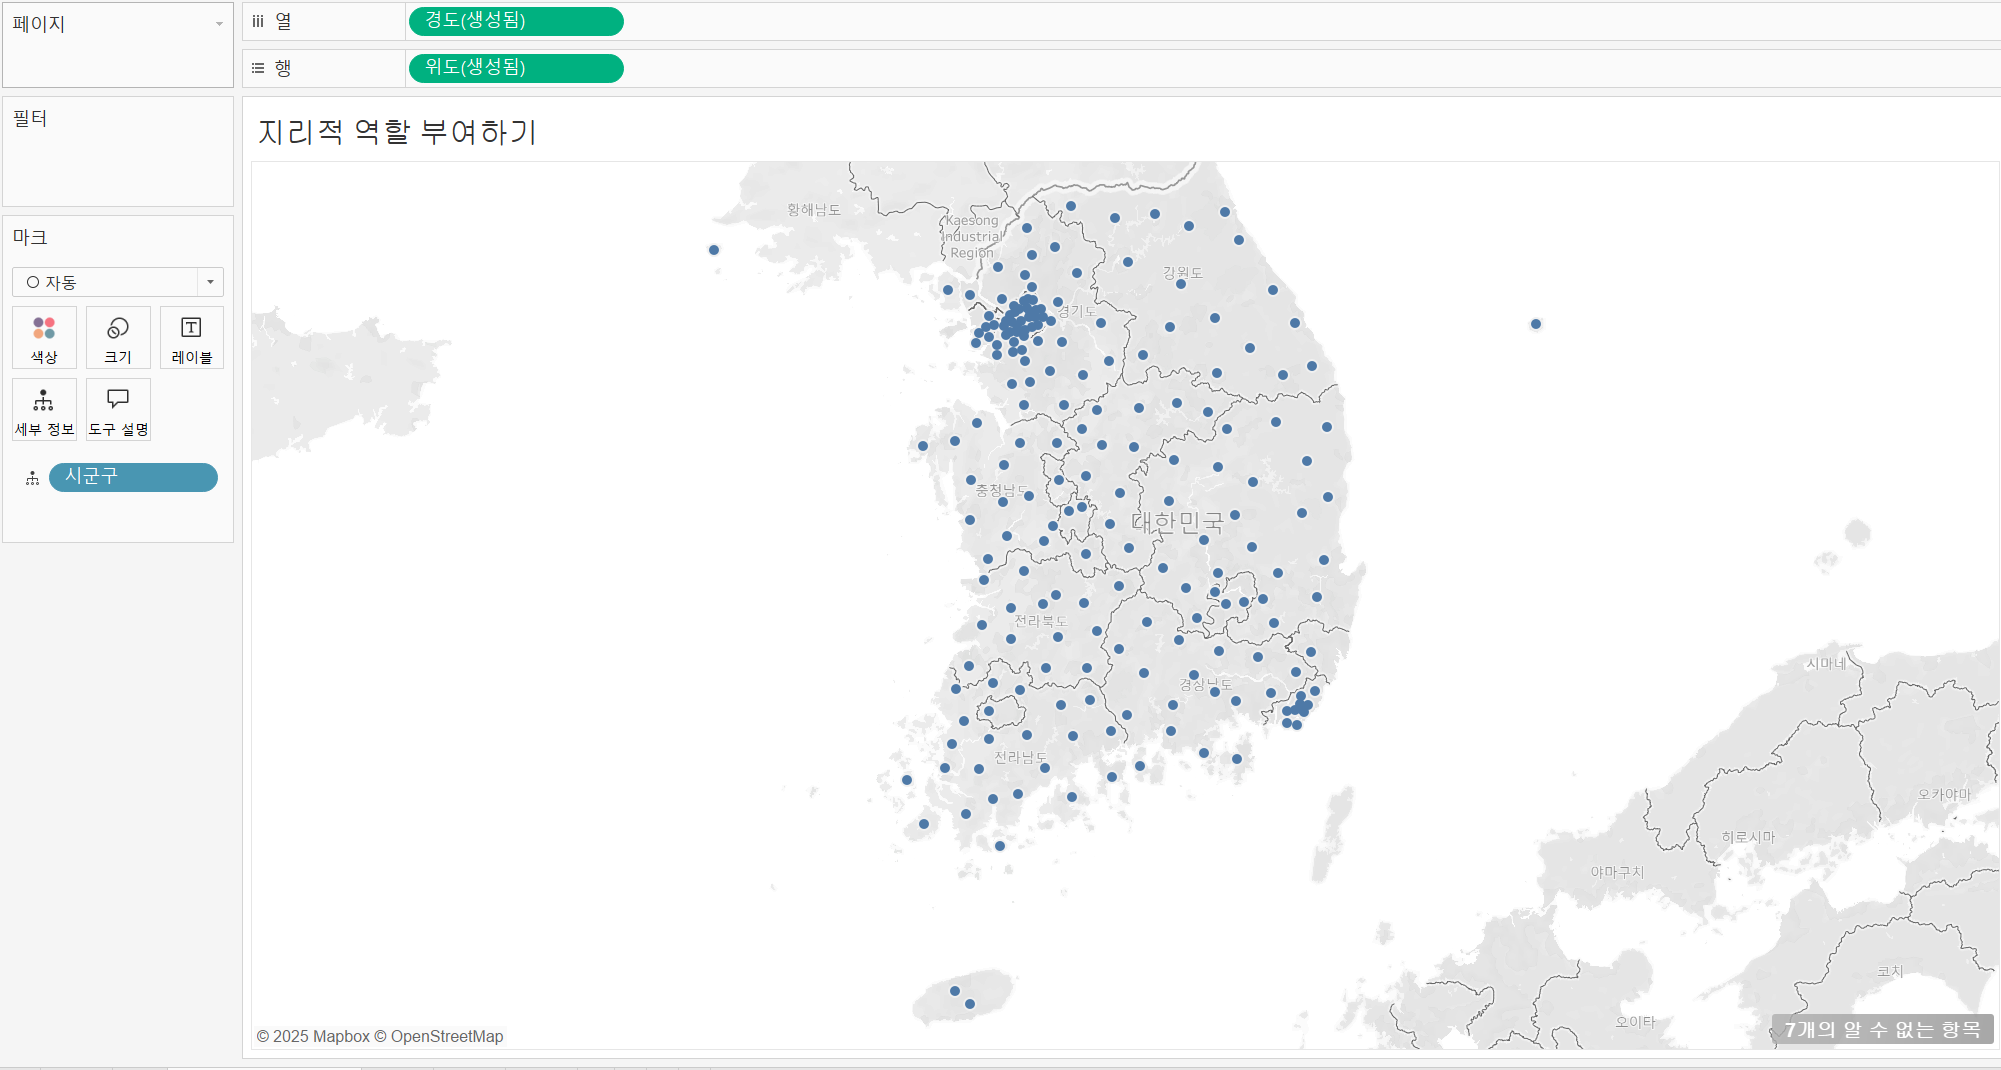 페이지
iii 열
경도(생성됨)
행
위도(생성됨)
필터
마크
자동
색상
크기
레이블
세부 정보
도구 설명
시군구
지리적 역할 부여하기
황해남도
Kaesong
Industrial
Region
강원도
경기도
충청남도
대한민국
전라북도
경상남도
전라남도
시마네
오카야마
히로시마
야마구치
코치
오이타
© 2025 Mapbox © OpenStreetMap
7개의 알 수 없는 항목